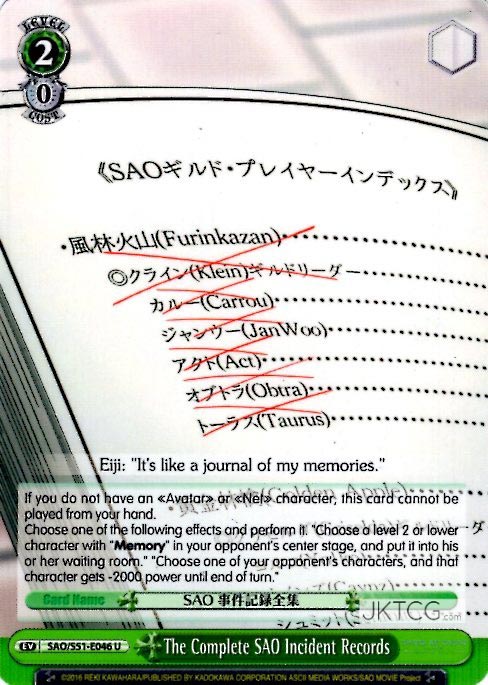 LEVEL
2
0
COST
《SAOギルド・プレイヤーインデックス》
・風林火山(Furinkazan)
◎クライン(Klein)ギルドリーダー
カルー(Carrou)
ジャンウー(JanWoo)
アクト(Act)
オブトラ(Obtra)
トーラス(Taurus)
Eiji: "It's like a journal of my memories."
・黄金林檎(Golden Apple)
If you do not have an «Avatar» or «Net» character, this card cannot be
played from your hand.
Choose one of the following effects and perform it. "Choose a level 2 or lower
character with "Memory" in your opponent's center stage, and put it into his
or her waiting room." "Choose one of your opponent's characters, and that
character gets -2000 power until end of turn."
Card Name SAO 事件記録全集
JKTCG.com
EV SAO/S51-E046 U The Complete SAO Incident Records
©2016 REKI KAWAHARA/PUBLISHED BY KADOKAWA CORPORATION ASCII MEDIA WORKS/SAO MOVIE Project